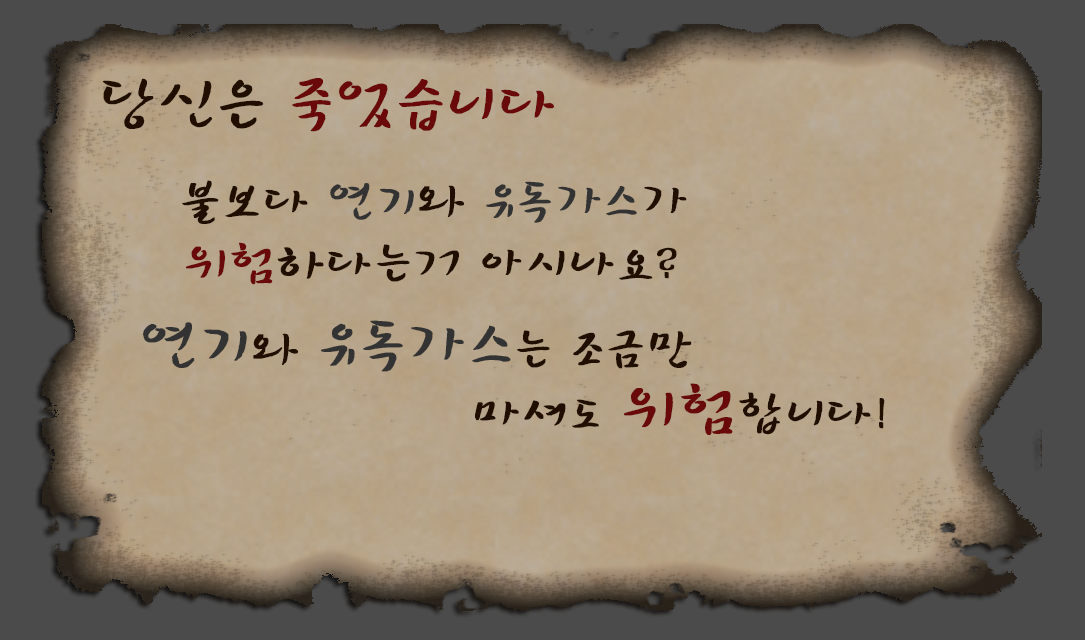 당신은 죽었습니다
불보다 연기와 유독가스가
위험하다는거 아시나요?
연기와 유독가스는 조금만
마셔도 위험합니다!